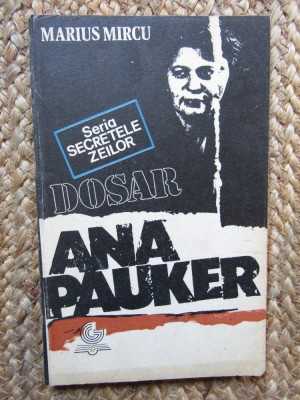 MARIUS MIRCU
Seria
SECRETELE
ZEILOR
DOSAR
ANA
PAUKER